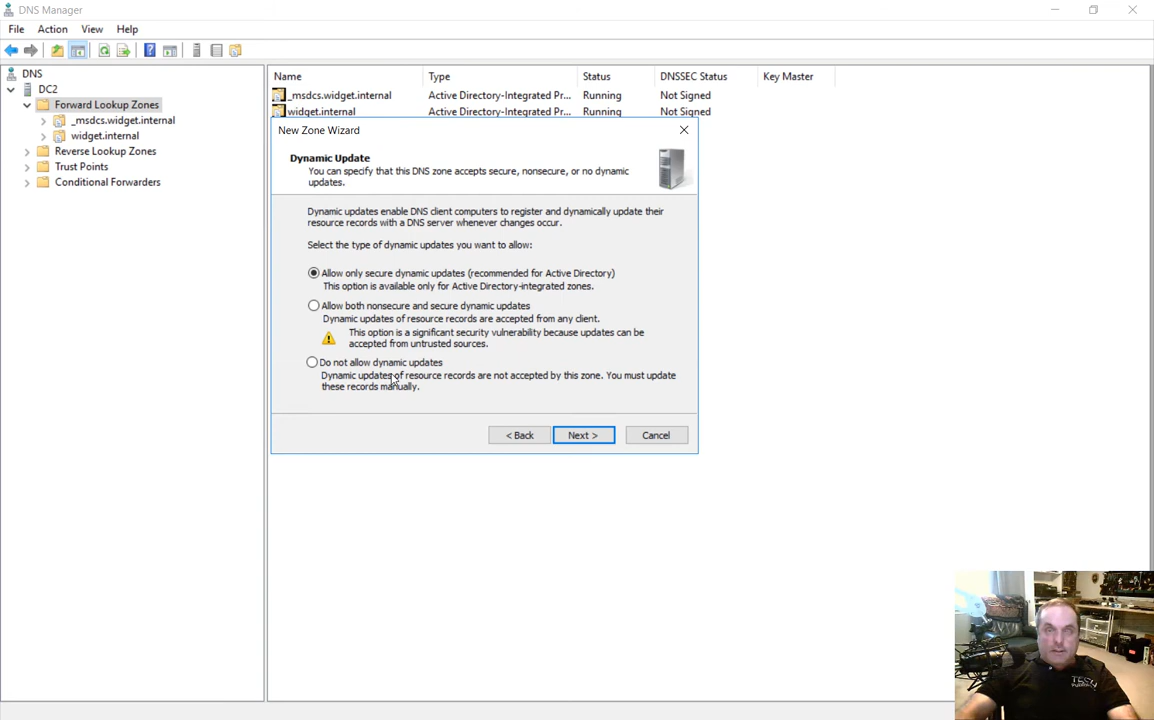 DNS Manager
File Action View Help
DNS
DC2
Forward Lookup Zones
_msdcs.widget.internal
widget.internal
Reverse Lookup Zones
Trust Points
Conditional Forwarders
Name Type Status DNSSEC Status Key Master
_msdcs.widget.internal Active Directory-Integrated Pr... Running Not Signed
widget.internal Active Directory-Integrated Pr... Running Not Signed
New Zone Wizard
Dynamic Update
You can specify that this DNS zone accepts secure, nonsecure, or no dynamic
updates.
Dynamic updates enable DNS client computers to register and dynamically update their
resource records with a DNS server whenever changes occur.
Select the type of dynamic updates you want to allow:
Allow only secure dynamic updates (recommended for Active Directory)
This option is available only for Active Directory-integrated zones.
Allow both nonsecure and secure dynamic updates
Dynamic updates of resource records are accepted from any client.
This option is a significant security vulnerability because updates can be
accepted from untrusted sources.
Do not allow dynamic updates
Dynamic updates of resource records are not accepted by this zone. You must update
these records manually.
< Back Next > Cancel